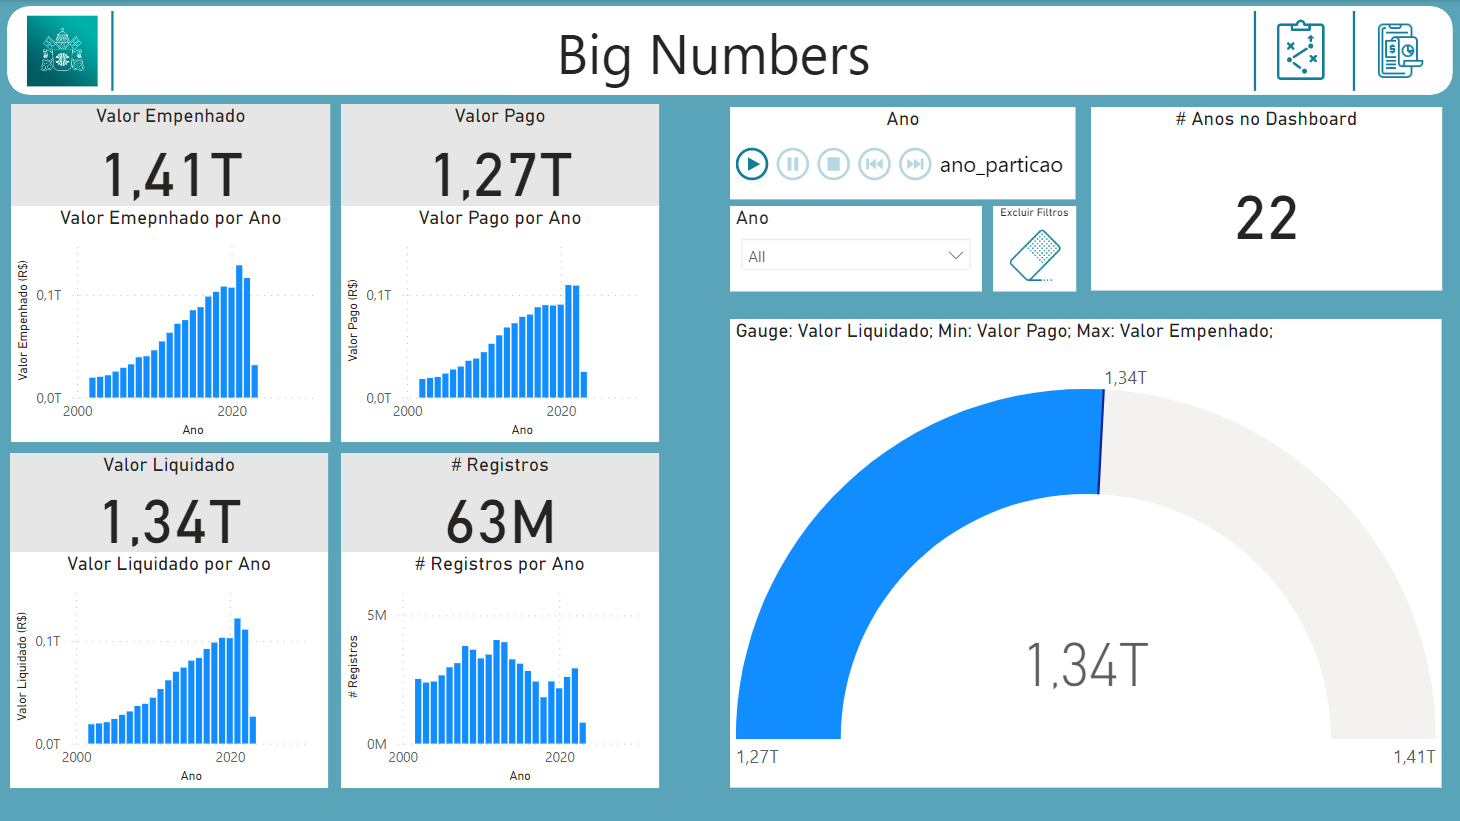 Big Numbers
Valor Empenhado
1,41T
Valor Emepnhado por Ano
Valor Empenhado (R$)
0,1T
0,0T
2000
2020
Ano
Valor Pago
1,27T
Valor Pago por Ano
Valor Pago (R$)
0,1T
0,0T
2000
2020
Ano
Valor Liquidado
1,34T
Valor Liquidado por Ano
Valor Liquidado (R$)
0,1T
0,0T
2000
2020
Ano
# Registros
63M
# Registros por Ano
# Registros
5M
0M
2000
2020
Ano
Ano
ano_particao
Ano
All
Excluir Filtros
# Anos no Dashboard
22
Gauge: Valor Liquidado; Min: Valor Pago; Max: Valor Empenhado;
1,34T
1,34T
1,27T
1,41T